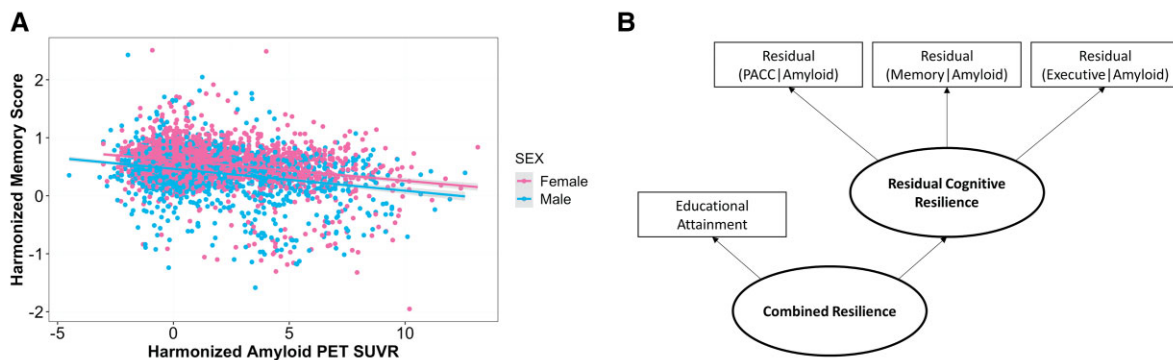 A
Harmonized Memory Score
2
1
0
-1
-2
-5
0
5
10
Harmonized Amyloid PET SUVR
SEX
Female
Male
B
Residual
(PACC|Amyloid)
Residual
(Memory|Amyloid)
Residual
(Executive|Amyloid)
Residual Cognitive
Resilience
Educational
Attainment
Combined Resilience